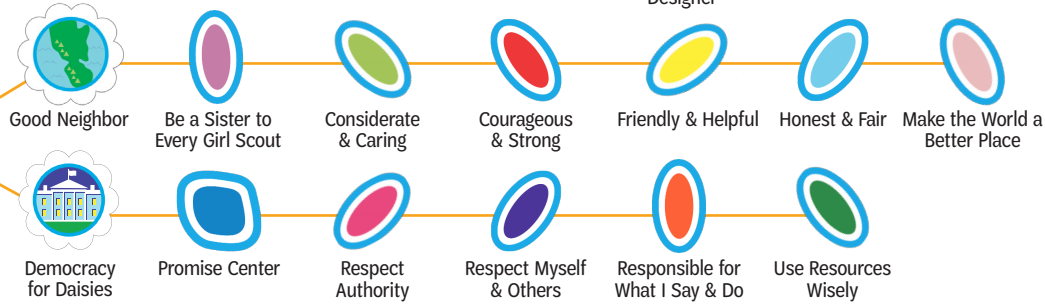 Designer
Good Neighbor
Be a Sister to
Every Girl Scout
Considerate
& Caring
Courageous
& Strong
Friendly & Helpful
Honest & Fair
Make the World a
Better Place
Democracy
for Daisies
Promise Center
Respect
Authority
Respect Myself
& Others
Responsible for
What I Say & Do
Use Resources
Wisely